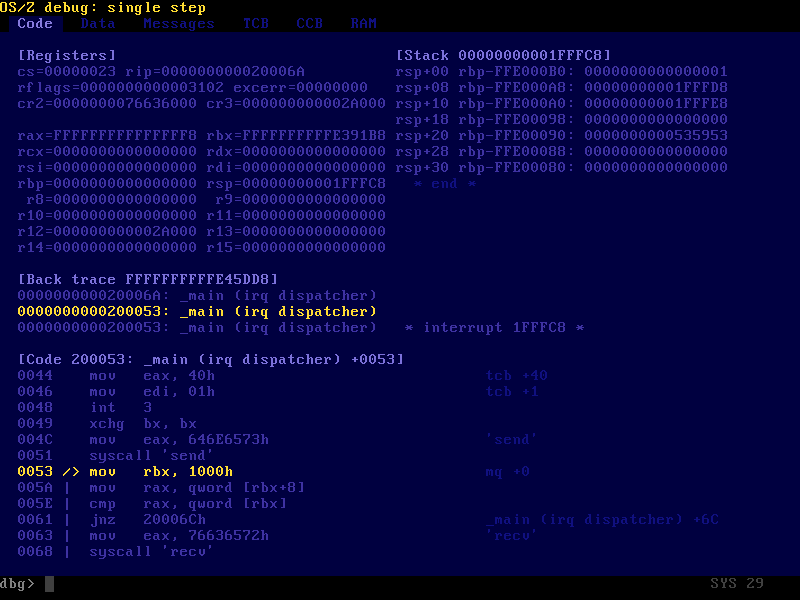 OS/Z debug: single step
Code Data Messages TCB CCB RAM
[Registers] [Stack 00000000001FFFC8]
cs=00000023 rip=000000000020006A rsp+00 rbp-FFE000B0: 0000000000000001
rflags=0000000000003102 excerr=00000000 rsp+08 rbp-FFE000A8: 00000000001FFFD8
cr2=0000000076636000 cr3=000000000002A000 rsp+10 rbp-FFE000A0: 00000000001FFFE8
rsp+18 rbp-FFE00098: 0000000000000000
rax=FFFFFFFFFFFFFFF8 rbx=FFFFFFFFFFE391B8 rsp+20 rbp-FFE00090: 0000000000535953
rcx=0000000000000000 rdx=0000000000000000 rsp+28 rbp-FFE00088: 0000000000000000
rsi=0000000000000000 rdi=0000000000000000 rsp+30 rbp-FFE00080: 0000000000000000
rbp=0000000000000000 rsp=00000000001FFFC8 * end *
r8=0000000000000000 r9=0000000000000000
r10=0000000000000000 r11=0000000000000000
r12=000000000002A000 r13=0000000000000000
r14=0000000000000000 r15=0000000000000000
[Back trace FFFFFFFFFFE45DD8]
000000000020006A: _main (irq dispatcher)
0000000000200053: _main (irq dispatcher)
0000000000200053: _main (irq dispatcher) * interrupt 1FFFC8 *
[Code 200053: _main (irq dispatcher) +0053]
0044 mov eax, 40h tcb +40
0046 mov edi, 01h tcb +1
0048 int 3
0049 xchg bx, bx
004C mov eax, 646E6573h 'send'
0051 syscall 'send'
0053 /> mov rbx, 1000h mq +0
005A | mov rax, qword [rbx+8]
005E | cmp rax, qword [rbx]
0061 | jnz 20006Ch _main (irq dispatcher) +6C
0063 | mov eax, 76636572h 'recv'
0068 | syscall 'recv'
dbg> SYS 29